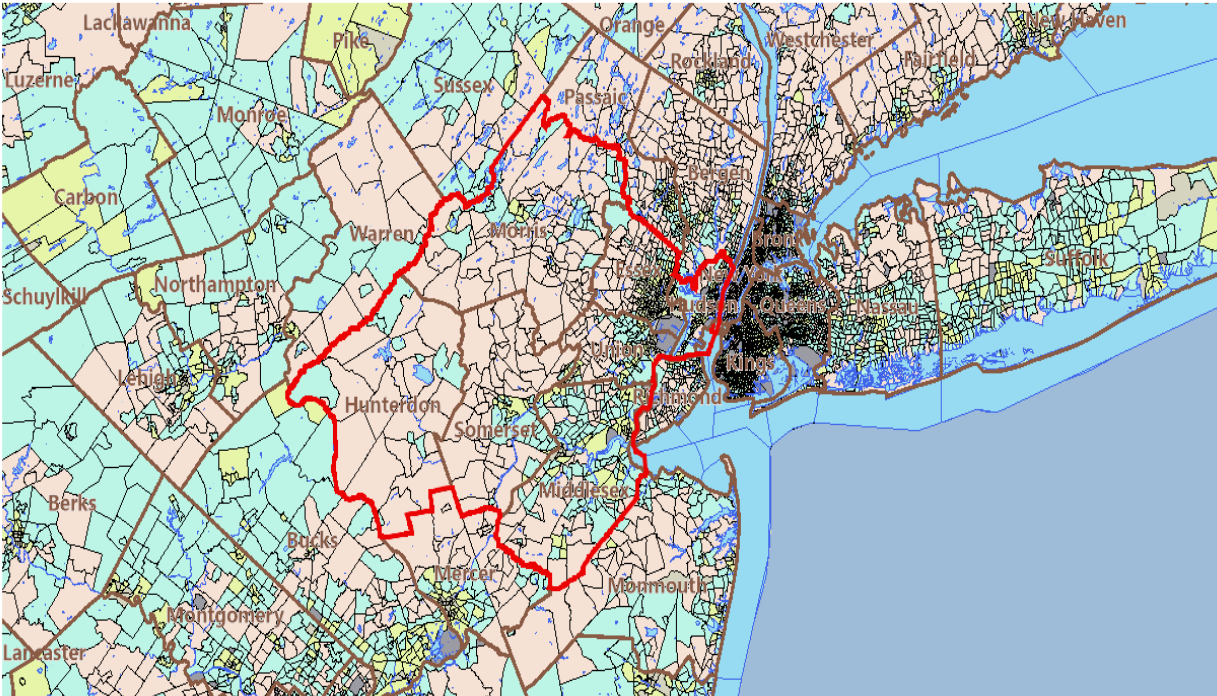 Lackawanna
Orange
New Haven
Pike
Westchester
Luzerne
Rockland
Fairfield
Sussex
Passaic
Monroe
Bergen
Carbon
Morris
Warren
Bronx
Essex
New York
Suffolk
Schuylkill
Northampton
Hudson
Queens
Nassau
Union
Kings
Lehigh
Richmond
Hunterdon
Somerset
Middlesex
Berks
Bucks
Mercer
Monmouth
Montgomery
Lancaster